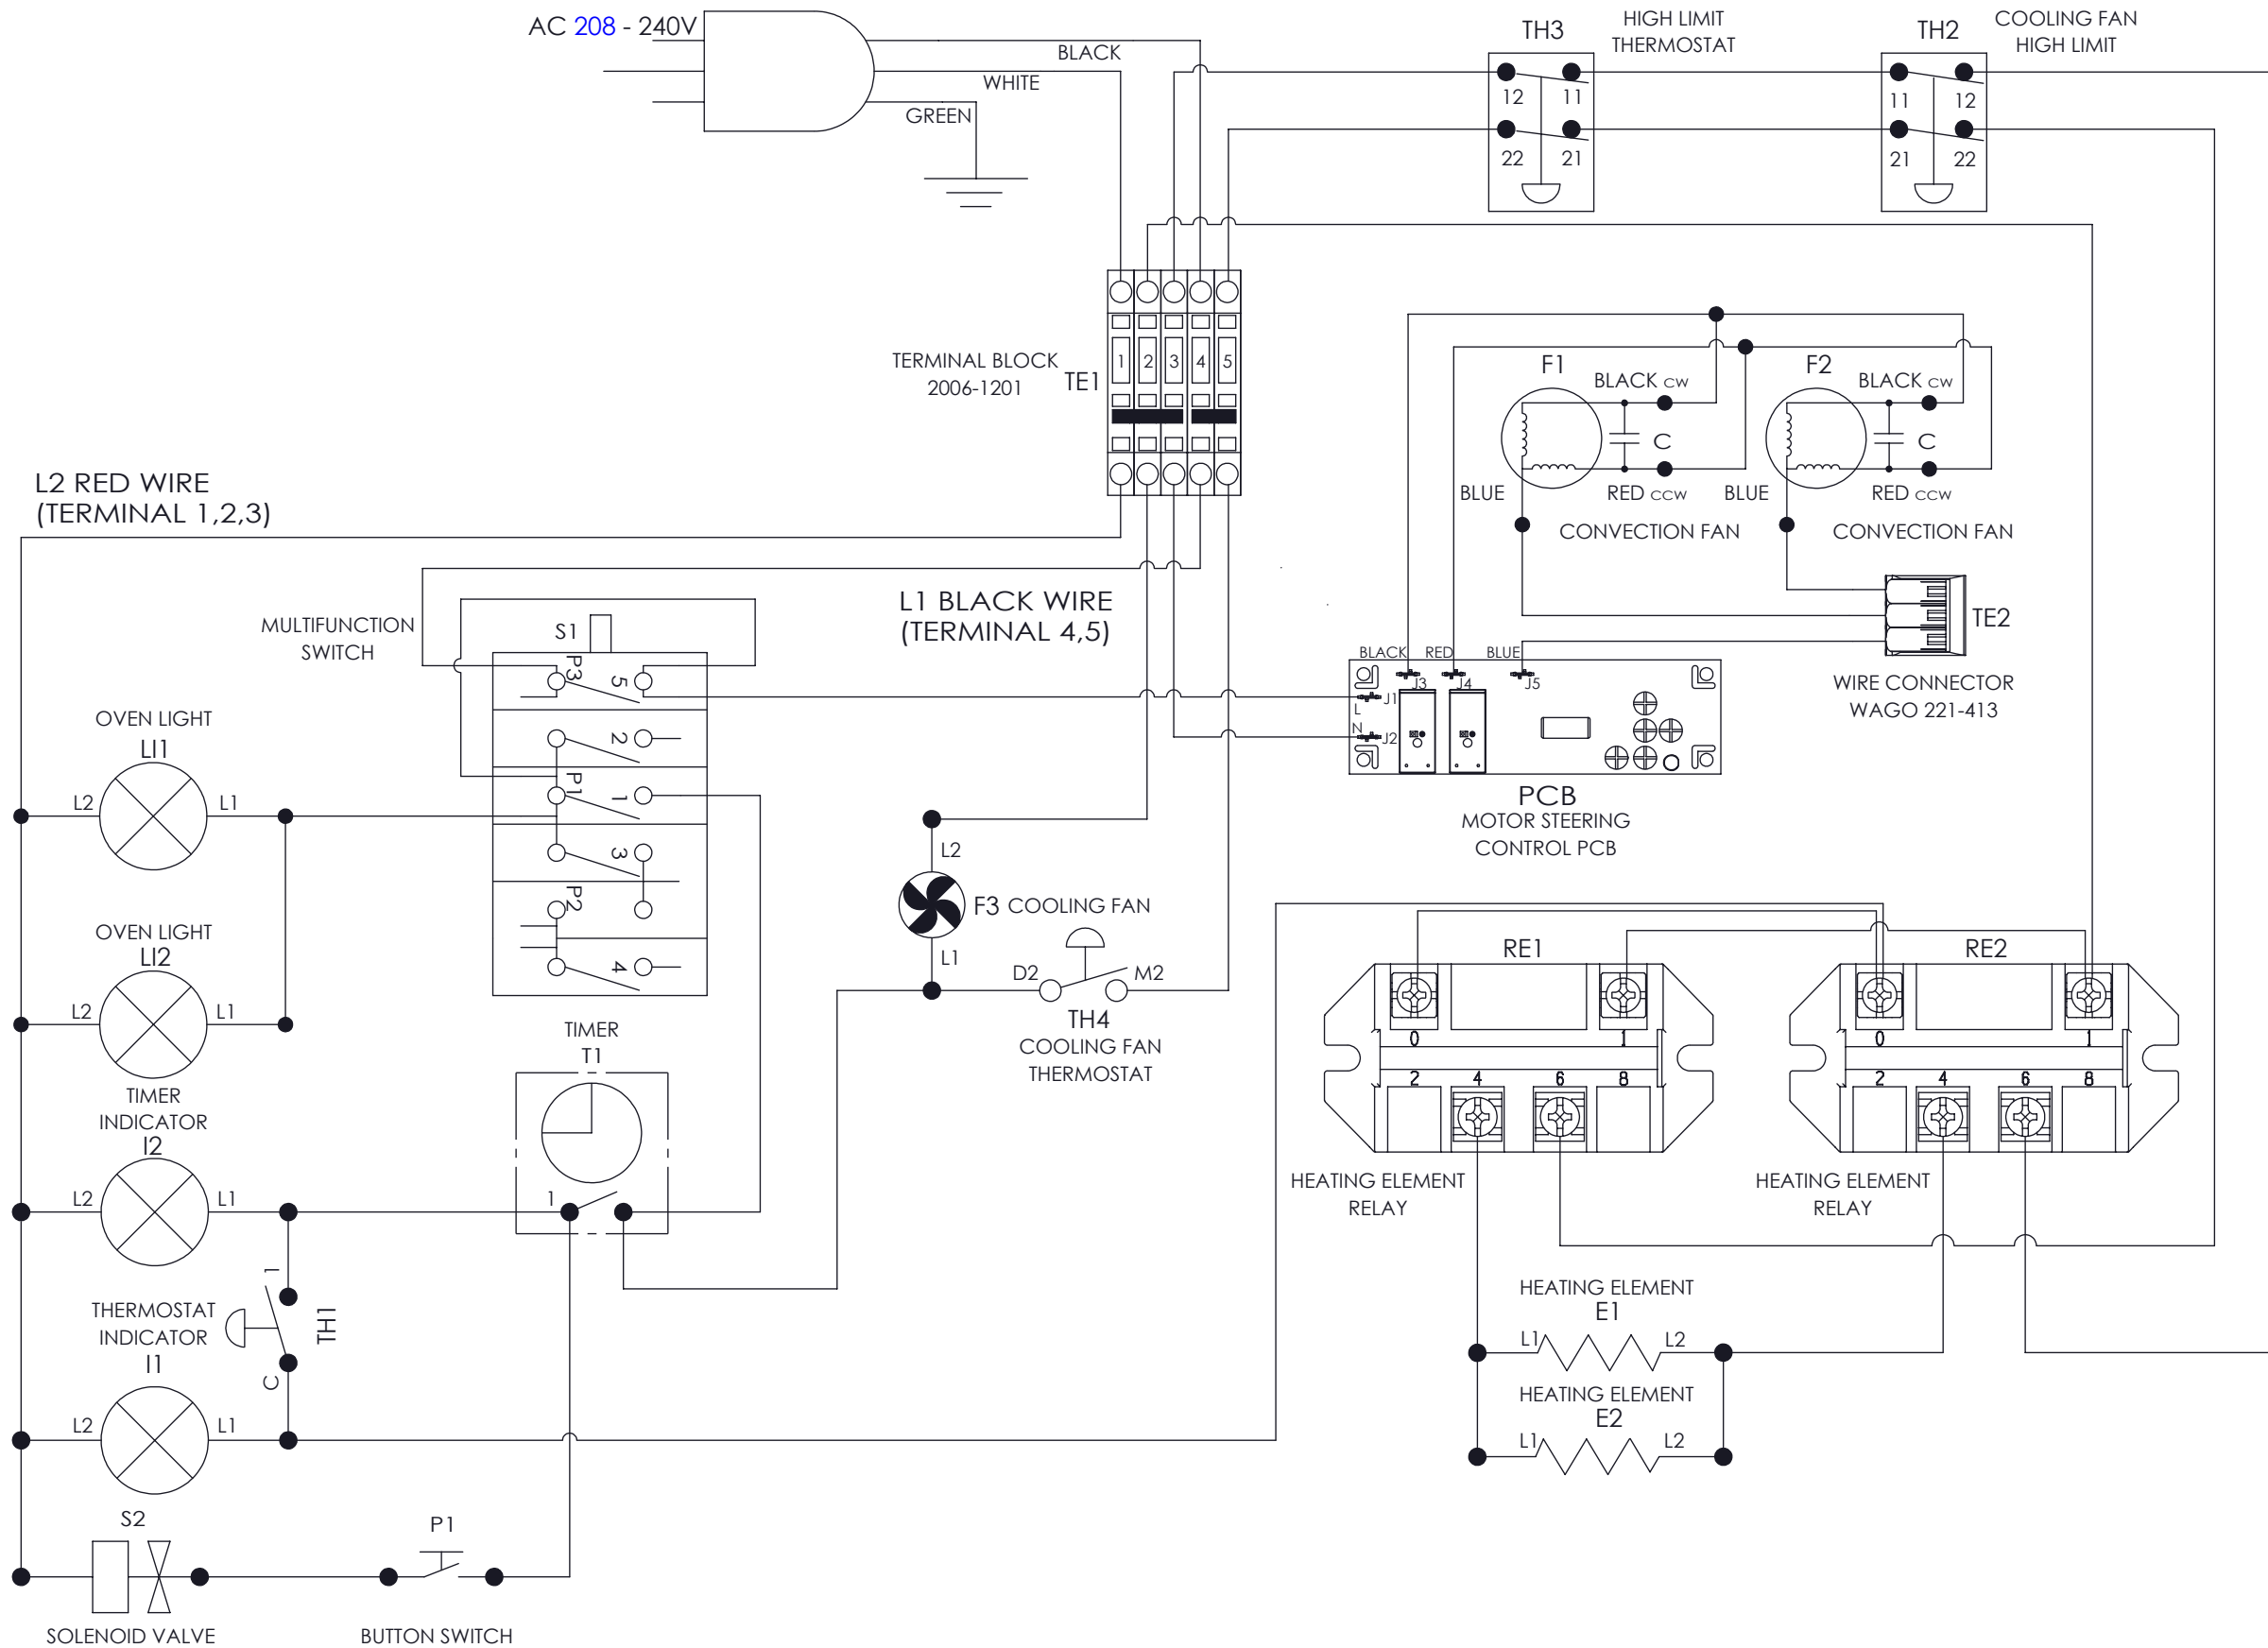 AC 208 - 240V
BLACK
WHITE
GREEN
TH3
HIGH LIMIT
THERMOSTAT
TH2
COOLING FAN
HIGH LIMIT
12 11
22 21
11 12
21 22
TERMINAL BLOCK
2006-1201
TE1
1 2 3 4 5
F1
BLACK CW
C
BLUE
RED CCW
CONVECTION FAN
F2
BLACK CW
C
BLUE
RED CCW
CONVECTION FAN
L2 RED WIRE
(TERMINAL 1,2,3)
L1 BLACK WIRE
(TERMINAL 4,5)
TE2
WIRE CONNECTOR
WAGO 221-413
MULTIFUNCTION
SWITCH
S1
P3 5
2
P1 1
3
P2
4
BLACK RED BLUE
J3 J4 J5
J1
L
N
J2
PCB
MOTOR STEERING
CONTROL PCB
OVEN LIGHT
LI1
L2 L1
OVEN LIGHT
LI2
L2 L1
L2
F3 COOLING FAN
L1
D2 M2
TH4
COOLING FAN
THERMOSTAT
RE1
0 1
2 4 6 8
HEATING ELEMENT
RELAY
RE2
0 1
2 4 6 8
HEATING ELEMENT
RELAY
TIMER
T1
1
TIMER
INDICATOR
I2
L2 L1
1
TH1
C
THERMOSTAT
INDICATOR
I1
L2 L1
HEATING ELEMENT
E1
L1 L2
HEATING ELEMENT
E2
L1 L2
S2
SOLENOID VALVE
P1
BUTTON SWITCH